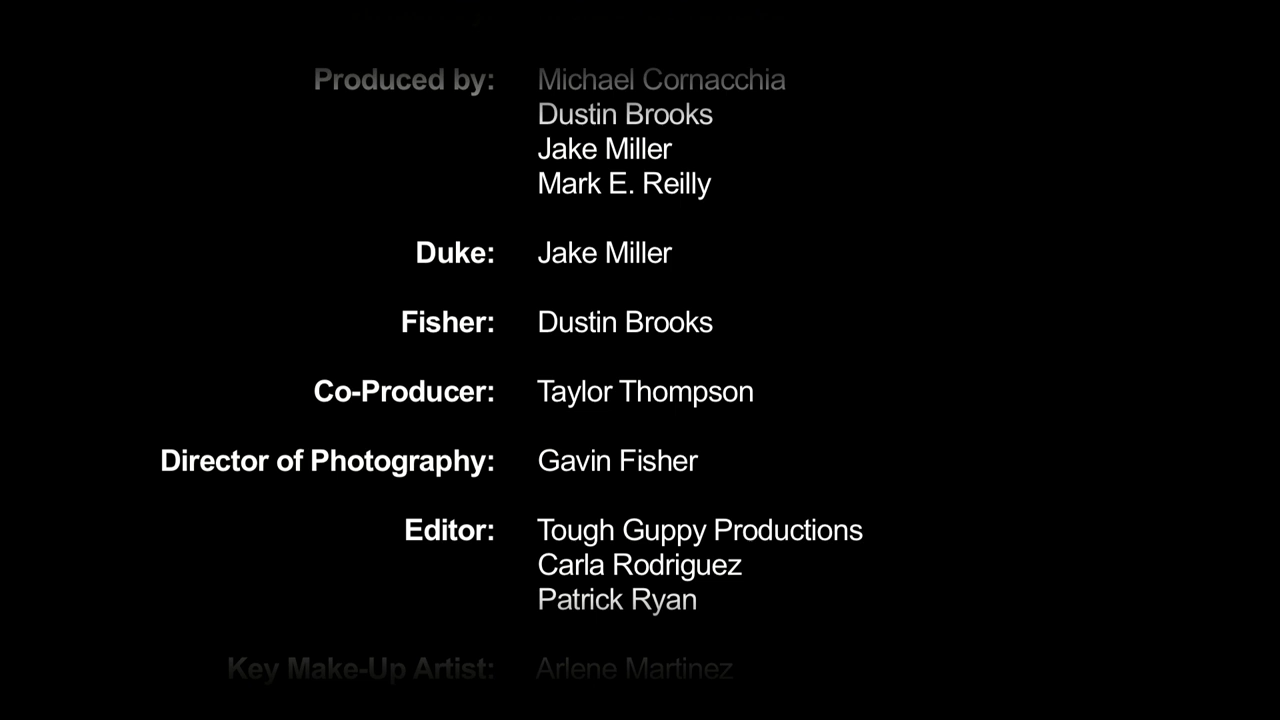 Produced by: Michael Cornacchia
Dustin Brooks
Jake Miller
Mark E. Reilly
Duke: Jake Miller
Fisher: Dustin Brooks
Co-Producer: Taylor Thompson
Director of Photography: Gavin Fisher
Editor: Tough Guppy Productions
Carla Rodriguez
Patrick Ryan
Key Make-Up Artist: Arlene Martinez